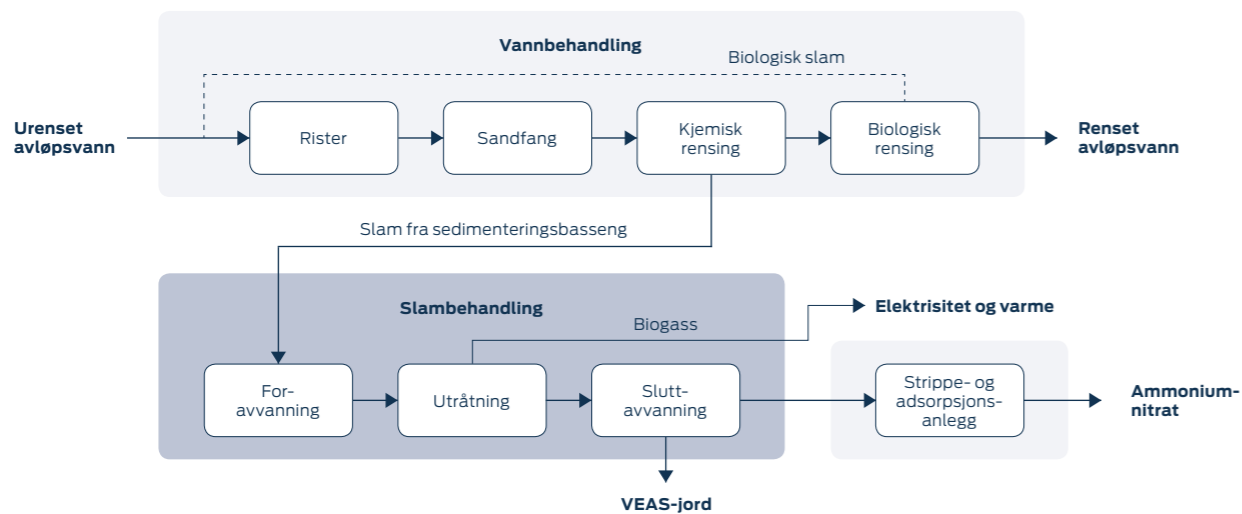 Vannbehandling
Biologisk slam
Urenset
avløpsvann
Rister
Sandfang
Kjemisk
rensing
Biologisk
rensing
Renset
avløpsvann
Slam fra sedimenteringsbasseng
Slambehandling
Biogass
Elektrisitet og varme
For-
avvanning
Utråtning
Slutt-
avvanning
Strippe- og
adsorpsjons-
anlegg
Ammonium-
nitrat
VEAS-jord